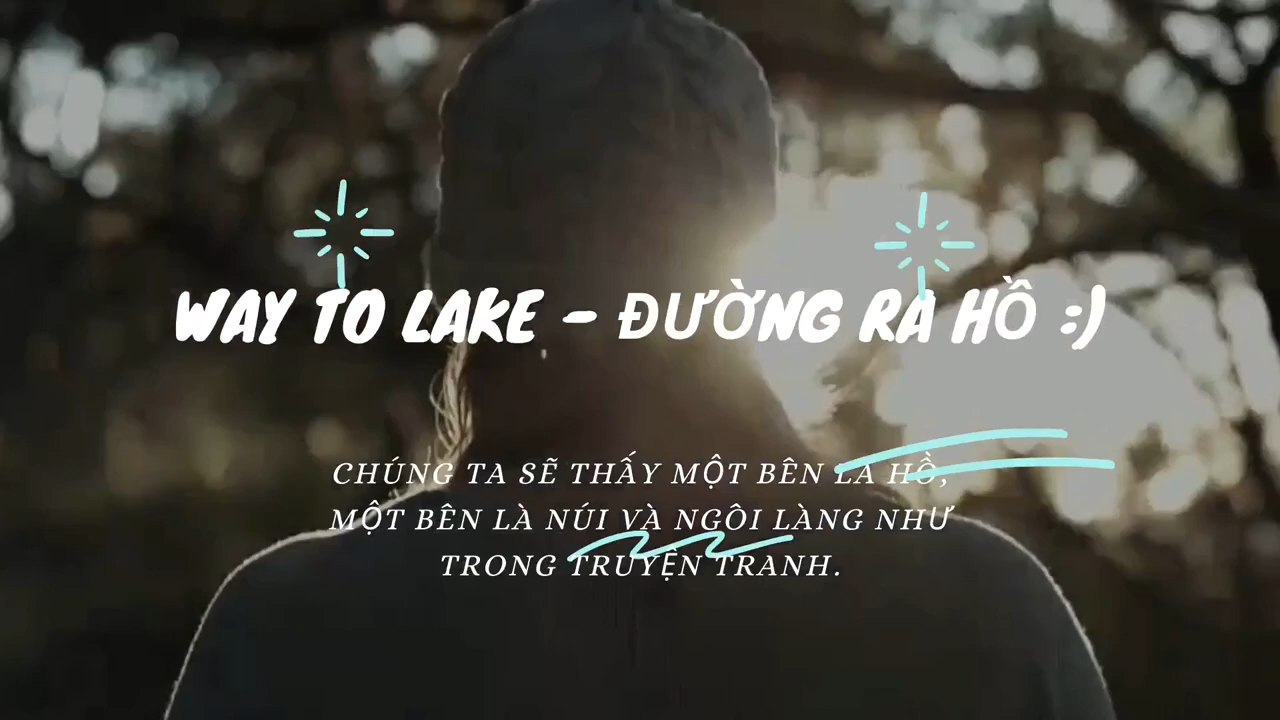 WAY TO LAKE - ĐƯỜNG RA HỒ :)
CHÚNG TA SẼ THẤY MỘT BÊN LÀ HỒ,
MỘT BÊN LÀ NÚI VÀ NGÔI LÀNG NHƯ
TRONG TRUYỆN TRANH.